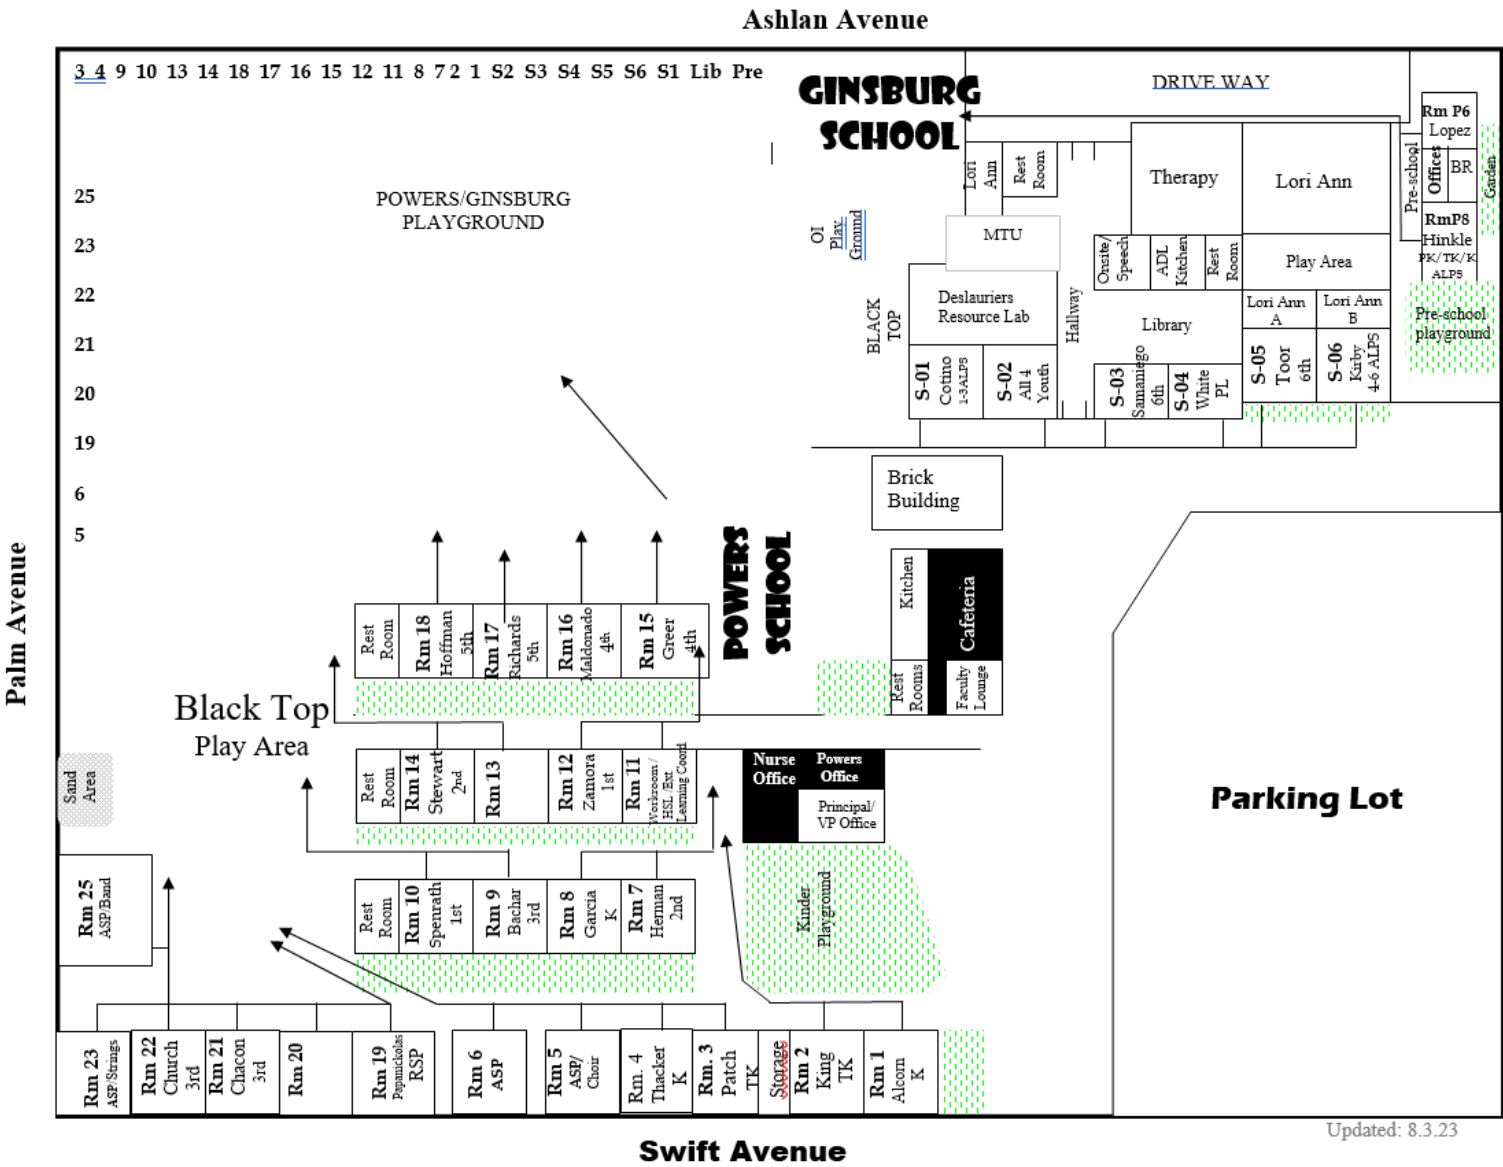 Ashlan Avenue
3 4 9 10 13 14 18 17 16 15 12 11 8 7 2 1 S2 S3 S4 S5 S6 S1 Lib Pre
GINSBURG
SCHOOL
DRIVE WAY
Rm P6
Lopez
Pre-school
Offices
BR
Garden
RmP8
Hinkle
PK/TK/K
ALPS
Pre-school
playground
25
23
22
21
20
19
6
5
POWERS/GINSBURG
PLAYGROUND
OI
Play
Ground
BLACK
TOP
Lori
Ann
Rest
Room
MTU
Therapy
Lori Ann
Onsite/
Speech
ADL
Kitchen
Rest
Room
Play Area
Deslauriers
Resource Lab
Hallway
Library
Lori Ann
A
Lori Ann
B
S-01
Cotino
1-3ALPS
S-02
All 4
Youth
S-03
Samaniego
6th
S-04
White
PL
S-05
Toor
6th
S-06
Kirby
4-6 ALPS
Brick
Building
Palm Avenue
POWERS
SCHOOL
Kitchen
Cafeteria
Rest
Rooms
Faculty
Lounge
Rest
Room
Rm 18
Hoffman
5th
Rm 17
Richards
5th
Rm 16
Maldonado
4th
Rm 15
Greer
4th
Black Top
Play Area
Sand
Area
Rest
Room
Rm 14
Stewart
2nd
Rm 13
Rm 12
Zamora
1st
Rm 11
Workroom /
HSL /Ext
Learning Coord
Nurse
Office
Powers
Office
Principal/
VP Office
Parking Lot
Rm 25
ASP/Band
Rest
Room
Rm 10
Spenrath
1st
Rm 9
Bachar
3rd
Rm 8
Garcia
K
Rm 7
Herman
2nd
Kinder
Playground
Rm 23
ASP/Strings
Rm 22
Church
3rd
Rm 21
Chacon
3rd
Rm 20
Rm 19
Papanickolas
RSP
Rm 6
ASP
Rm 5
ASP/
Choir
Rm. 4
Thacker
K
Rm. 3
Patch
TK
Storage
Rm 2
King
TK
Rm 1
Alcorn
K
Updated: 8.3.23
Swift Avenue